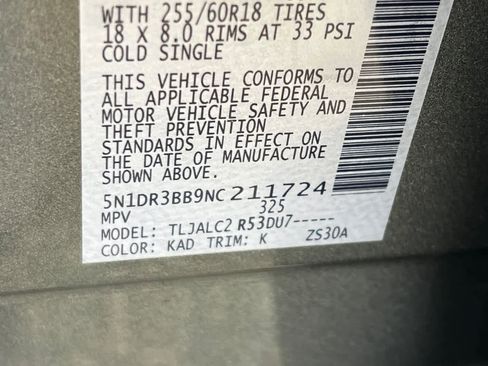 WITH 255/60R18 TIRES
18 X 8.0 RIMS AT 33 PSI
COLD SINGLE
THIS VEHICLE CONFORMS TO
ALL APPLICABLE FEDERAL
MOTOR VEHICLE SAFETY AND
THEFT PREVENTION
STANDARDS IN EFFECT ON
THE DATE OF MANUFACTURE
SHOWN ABOVE.
5N1DR3BB9NC211724
MPV 325
MODEL: TLJALC2 R53DU7-----
COLOR: KAD TRIM: K ZS30A